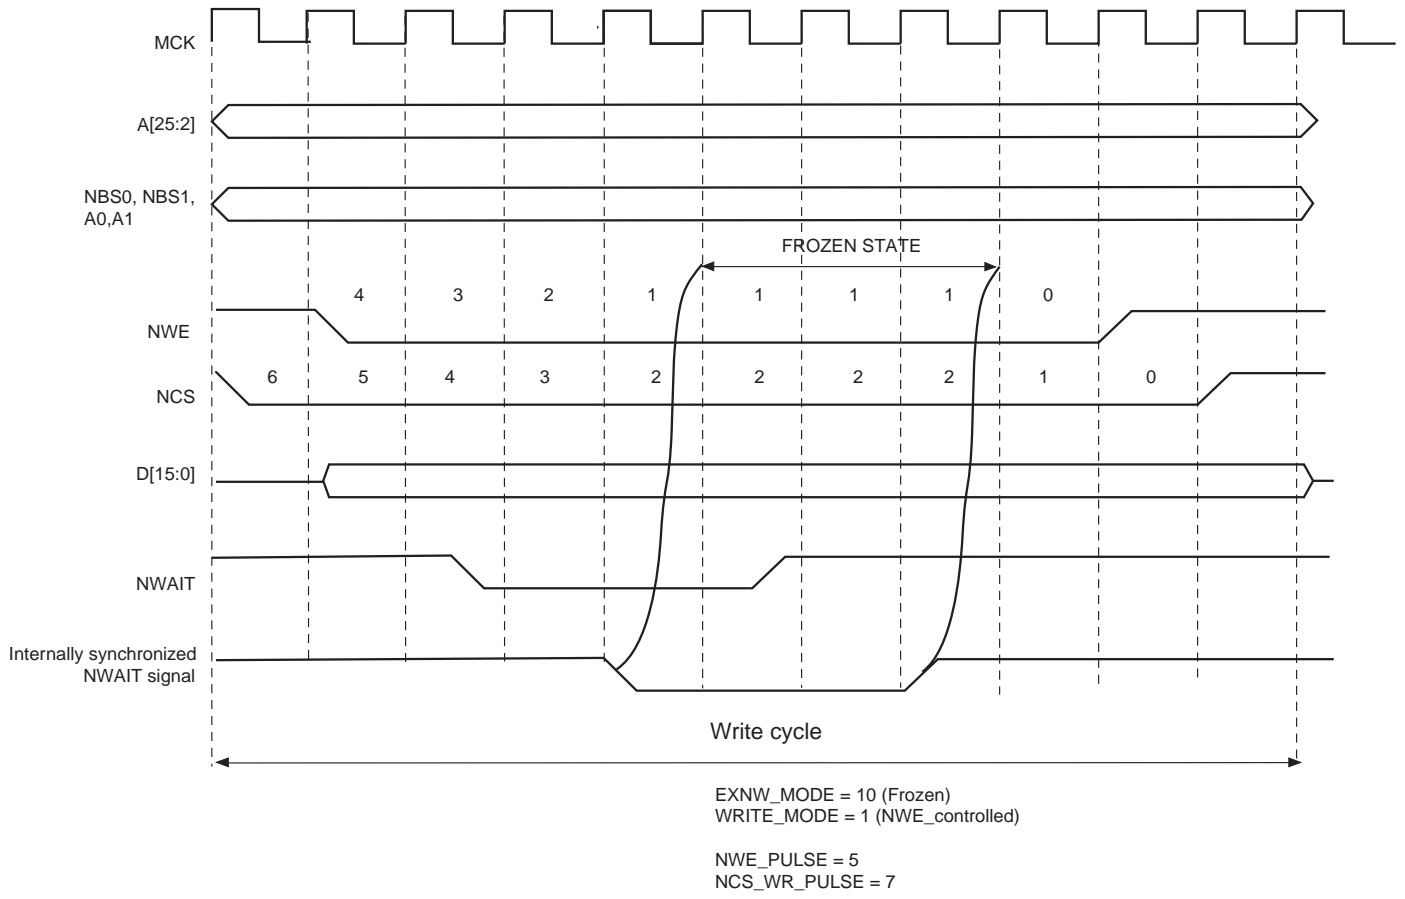 MCK
A[25:2]
NBS0, NBS1,
A0,A1
FROZEN STATE
4 3 2 1 1 1 1 0
NWE
6 5 4 3 2 2 2 2 1 0
NCS
D[15:0]
NWAIT
Internally synchronized
NWAIT signal
Write cycle
EXNW_MODE = 10 (Frozen)
WRITE_MODE = 1 (NWE_controlled)
NWE_PULSE = 5
NCS_WR_PULSE = 7